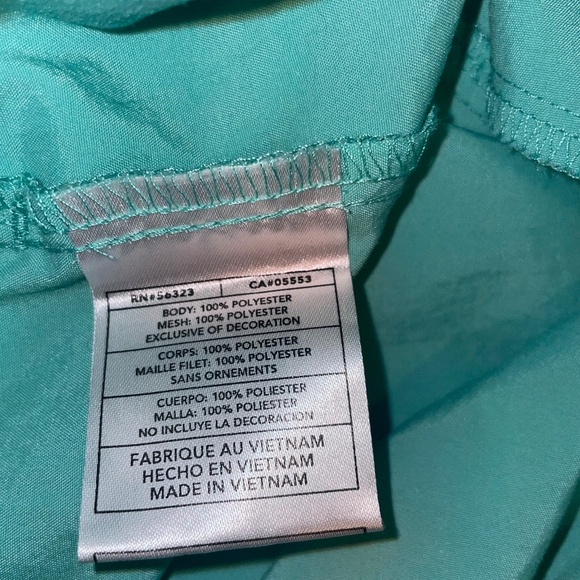 RN#56323 CA#05553
BODY: 100% POLYESTER
MESH: 100% POLYESTER
EXCLUSIVE OF DECORATION
CORPS: 100% POLYESTER
MAILLE FILET: 100% POLYESTER
SANS ORNEMENTS
CUERPO: 100% POLIESTER
MALLA: 100% POLIESTER
NO INCLUYE LA DECORACIÓN
FABRIQUE AU VIETNAM
HECHO EN VIETNAM
MADE IN VIETNAM